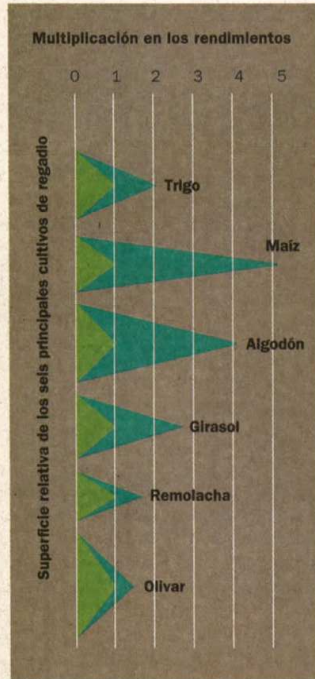 Multiplicación en los rendimientos
0 1 2 3 4 5
Superficie relativa de los seis principales cultivos de regadío
Trigo
Maíz
Algodón
Girasol
Remolacha
Olivar